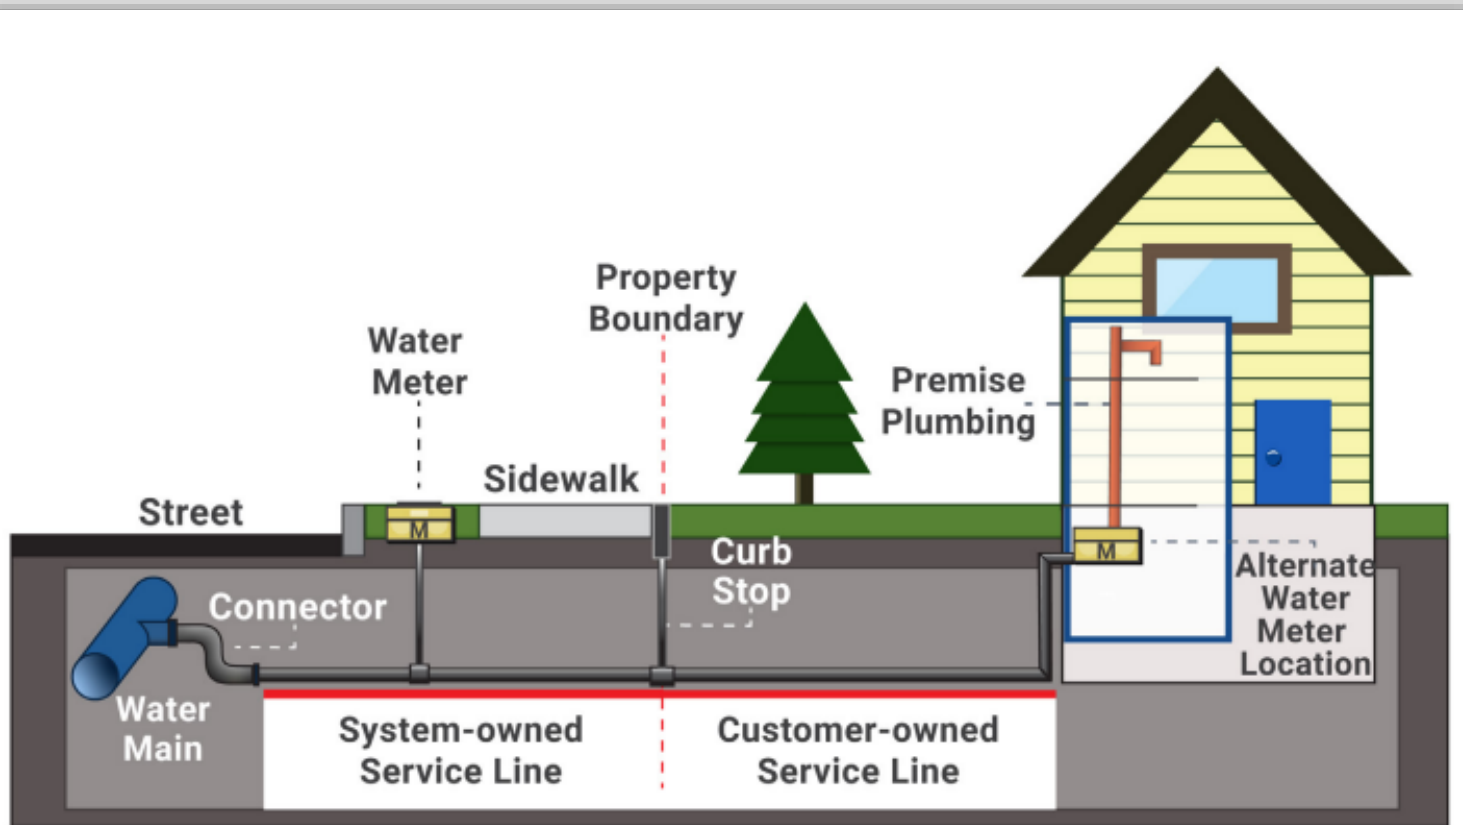 Property
Boundary
Water
Meter
Premise
Plumbing
Sidewalk
Street
M
Curb
Stop
M
Alternate
Water
Meter
Location
Connector
Water
Main
System-owned
Service Line
Customer-owned
Service Line